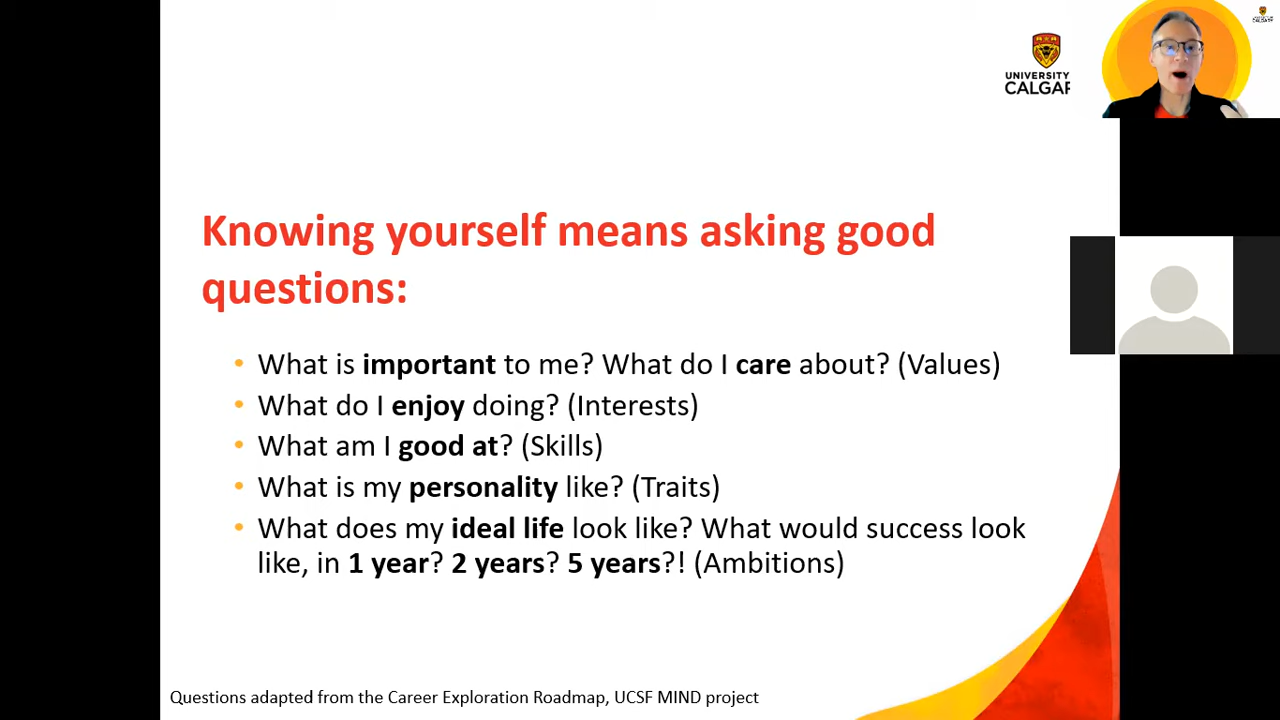 UNIVERSITY
CALGAR
CALGARY
Knowing yourself means asking good
questions:
• What is important to me? What do I care about? (Values)
• What do I enjoy doing? (Interests)
• What am I good at? (Skills)
• What is my personality like? (Traits)
• What does my ideal life look like? What would success look
like, in 1 year? 2 years? 5 years?! (Ambitions)
Questions adapted from the Career Exploration Roadmap, UCSF MIND project